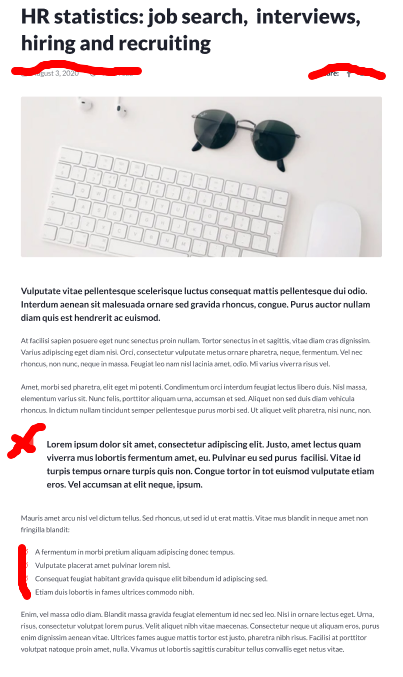 HR statistics: job search, interviews,
hiring and recruiting
gust 3, 2020
Vulputate vitae pellentesque scelerisque luctus consequat mattis pellentesque dui odio.
Interdum aenean sit malesuada ornare sed gravida rhoncus, congue. Purus auctor nullam
diam quis est hendrerit ac euismod.
At facilisi sapien posuere eget nunc senectus proin nullam. Tortor senectus in et sagittis, vitae diam cras dignissim.
Varius adipiscing eget diam nisi. Orci, consectetur vulputate metus ornare pharetra, neque, fermentum. Vel nec
rhoncus, non nunc, neque in massa. Feugiat leo nam nisl lacinia amet, odio. Mi varius viverra risus vel.
Amet, morbi sed pharetra, elit eget mi potenti. Condimentum orci interdum feugiat lectus libero duis. Nisl massa,
elementum varius sit. Nunc felis, porttitor aliquam urna, accumsan et sed. Aliquet non sed duis diam vehicula
rhoncus. In dictum nullam tincidunt semper pellentesque purus morbi sed. Ut aliquet velit pharetra, nisi nunc, non.
Lorem ipsum dolor sit amet, consectetur adipiscing elit. Justo, amet lectus quam
viverra mus lobortis fermentum amet, eu. Pulvinar eu sed purus facilisi. Vitae id
turpis tempus ornare turpis quis non. Congue tortor in tot euismod vulputate etiam
eros. Vel accumsan at elit neque, ipsum.
Mauris amet arcu nisl vel dictum tellus. Sed rhoncus, ut sed id ut erat mattis. Vitae mus blandit in neque amet non
fringilla blandit:
A fermentum in morbi pretium aliquam adipiscing donec tempus.
Vulputate placerat amet pulvinar lorem nisi.
Consequat feugiat habitant gravida quisque elit bibendum id adipiscing sed.
Etiam duis lobortis in fames ultrices commodo nibh.
Enim, vel massa odio diam. Blandit massa gravida feugiat elementum id nec sed leo. Nisi in ornare lectus eget. Urna,
risus, consectetur volutpat lorem purus. Velit aliquet nibh vitae maecenas. Consectetur neque ut aliquam eros, purus
enim dignissim aenean vitae. Ultrices fames augue mattis tortor est justo, pharetra nibh risus. Facilisi at porttitor
volutpat natoque proin amet, nulla. Vivamus ut lobortis sagittis curabitur tellus convallis eget netus vitae.